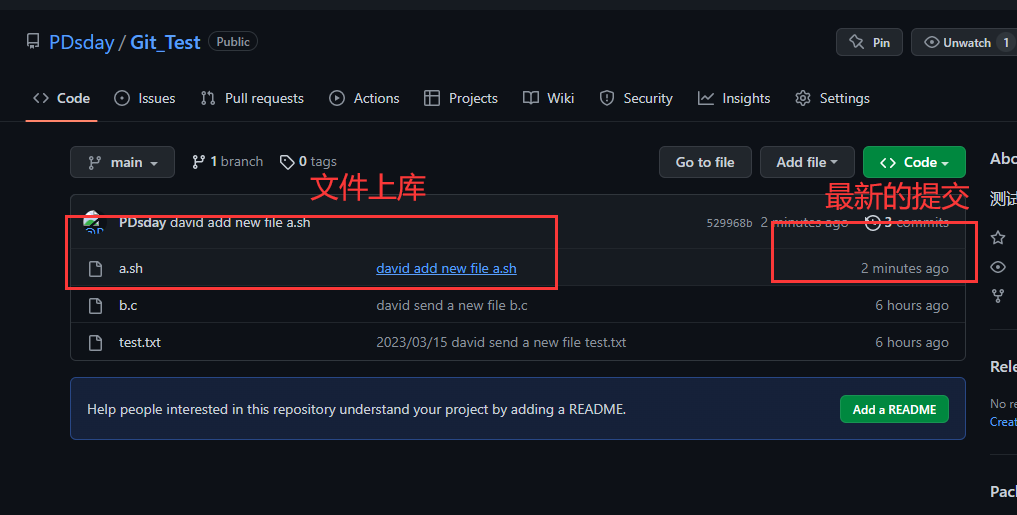 PDsday / Git_Test Public Pin Unwatch 1
Code Issues Pull requests Actions Projects Wiki Security Insights Settings
main 1 branch 0 tags Go to file Add file Code
文件上库 最新的提交
PDsday david add new file a.sh 529968b 2 minutes ago 3 commits
a.sh david add new file a.sh 2 minutes ago
b.c david send a new file b.c 6 hours ago
test.txt 2023/03/15 david send a new file test.txt 6 hours ago
Help people interested in this repository understand your project by adding a README. Add a README
Abo
测试
Rele
No re
Creat
Pac